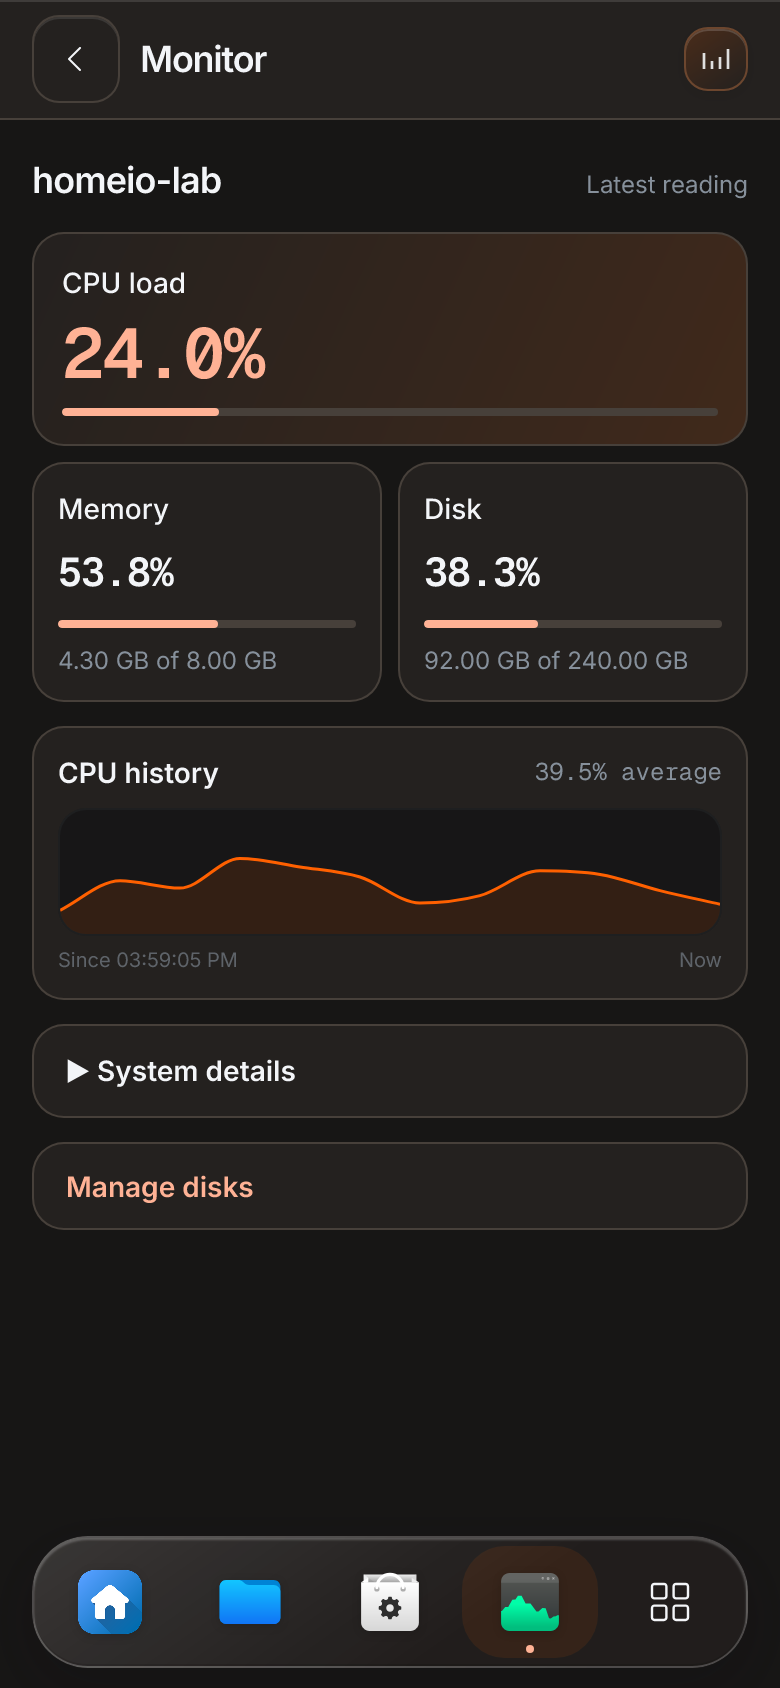 Monitor
homeio-lab
Latest reading
CPU load
24.0%
Memory
53.8%
4.30 GB of 8.00 GB
Disk
38.3%
92.00 GB of 240.00 GB
CPU history
39.5% average
Since 03:59:05 PM
Now
▶ System details
Manage disks